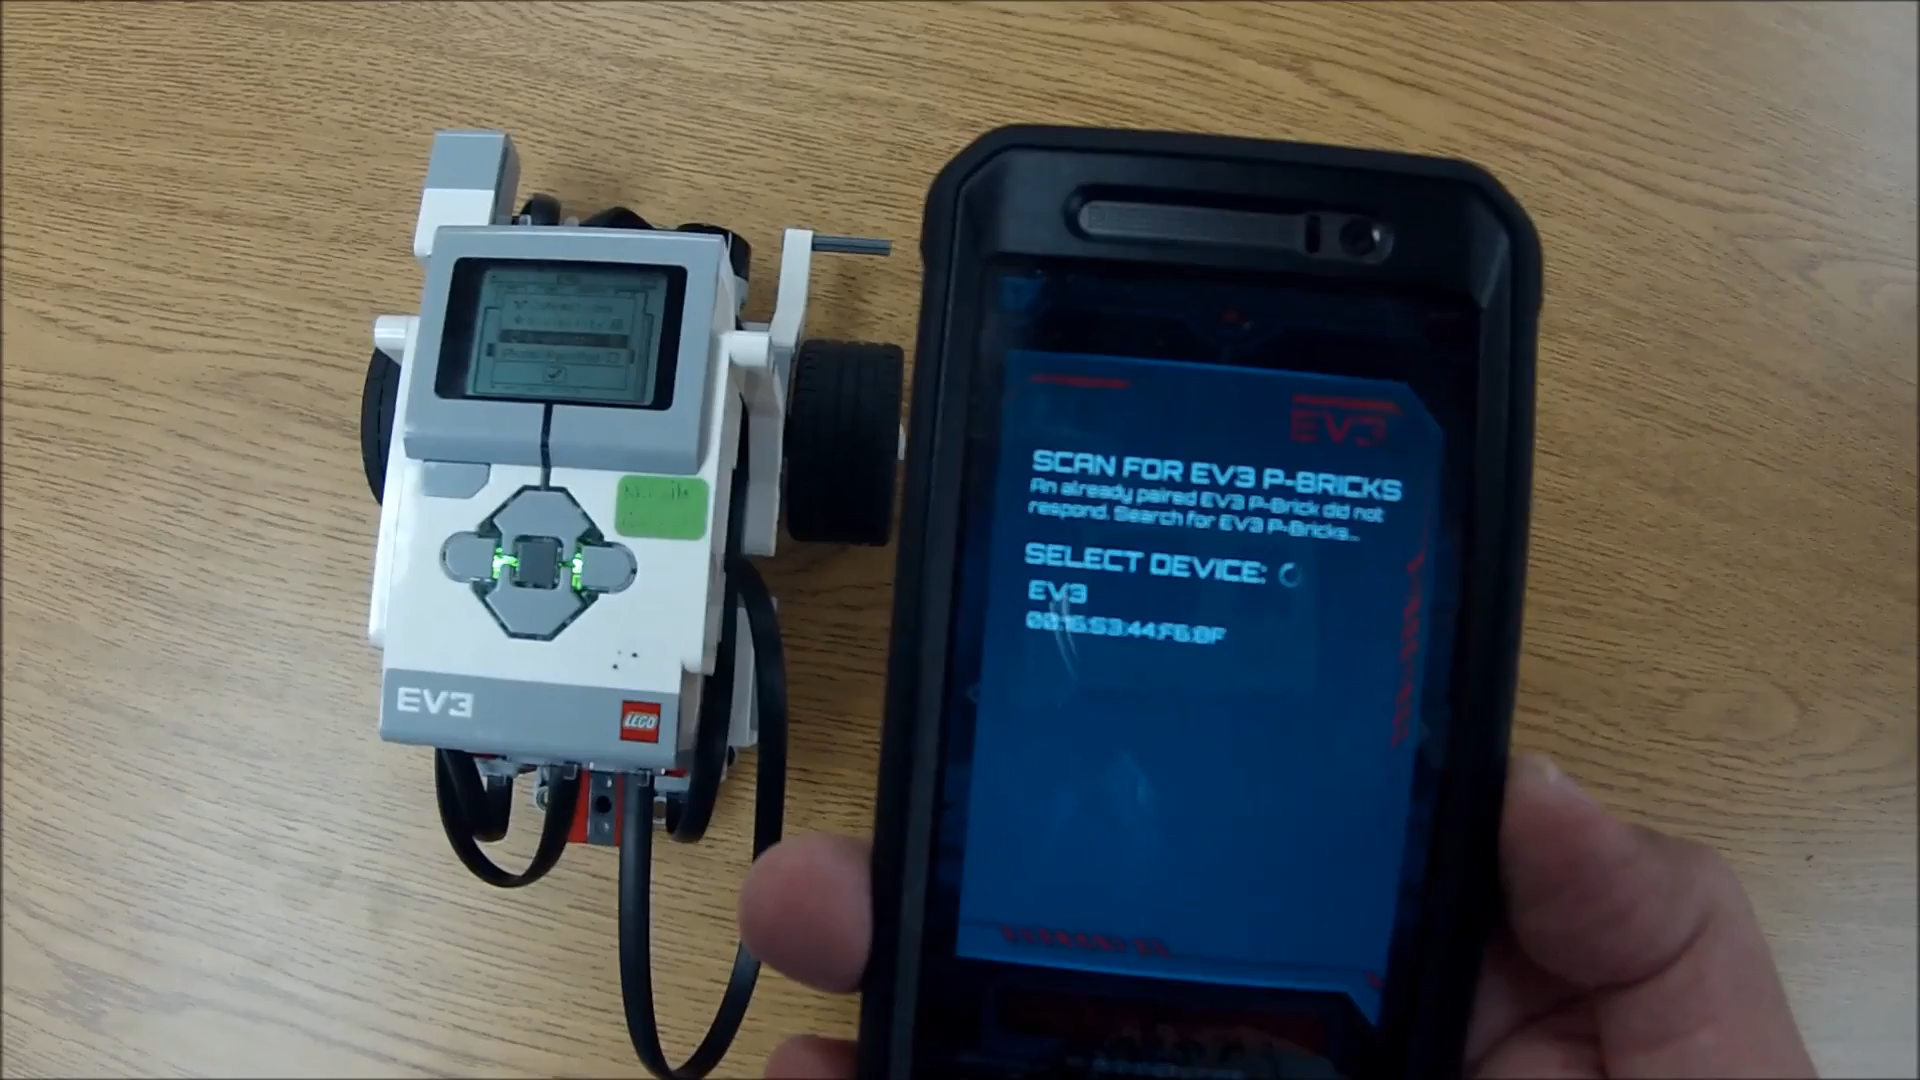 EV3
LEGO
EV3
SCAN FOR EV3 P-BRICKS
An already paired EV3 P-Brick did not
respond. Search for EV3 P-Bricks...
SELECT DEVICE:
EV3
00:16:53:44:F6:BF